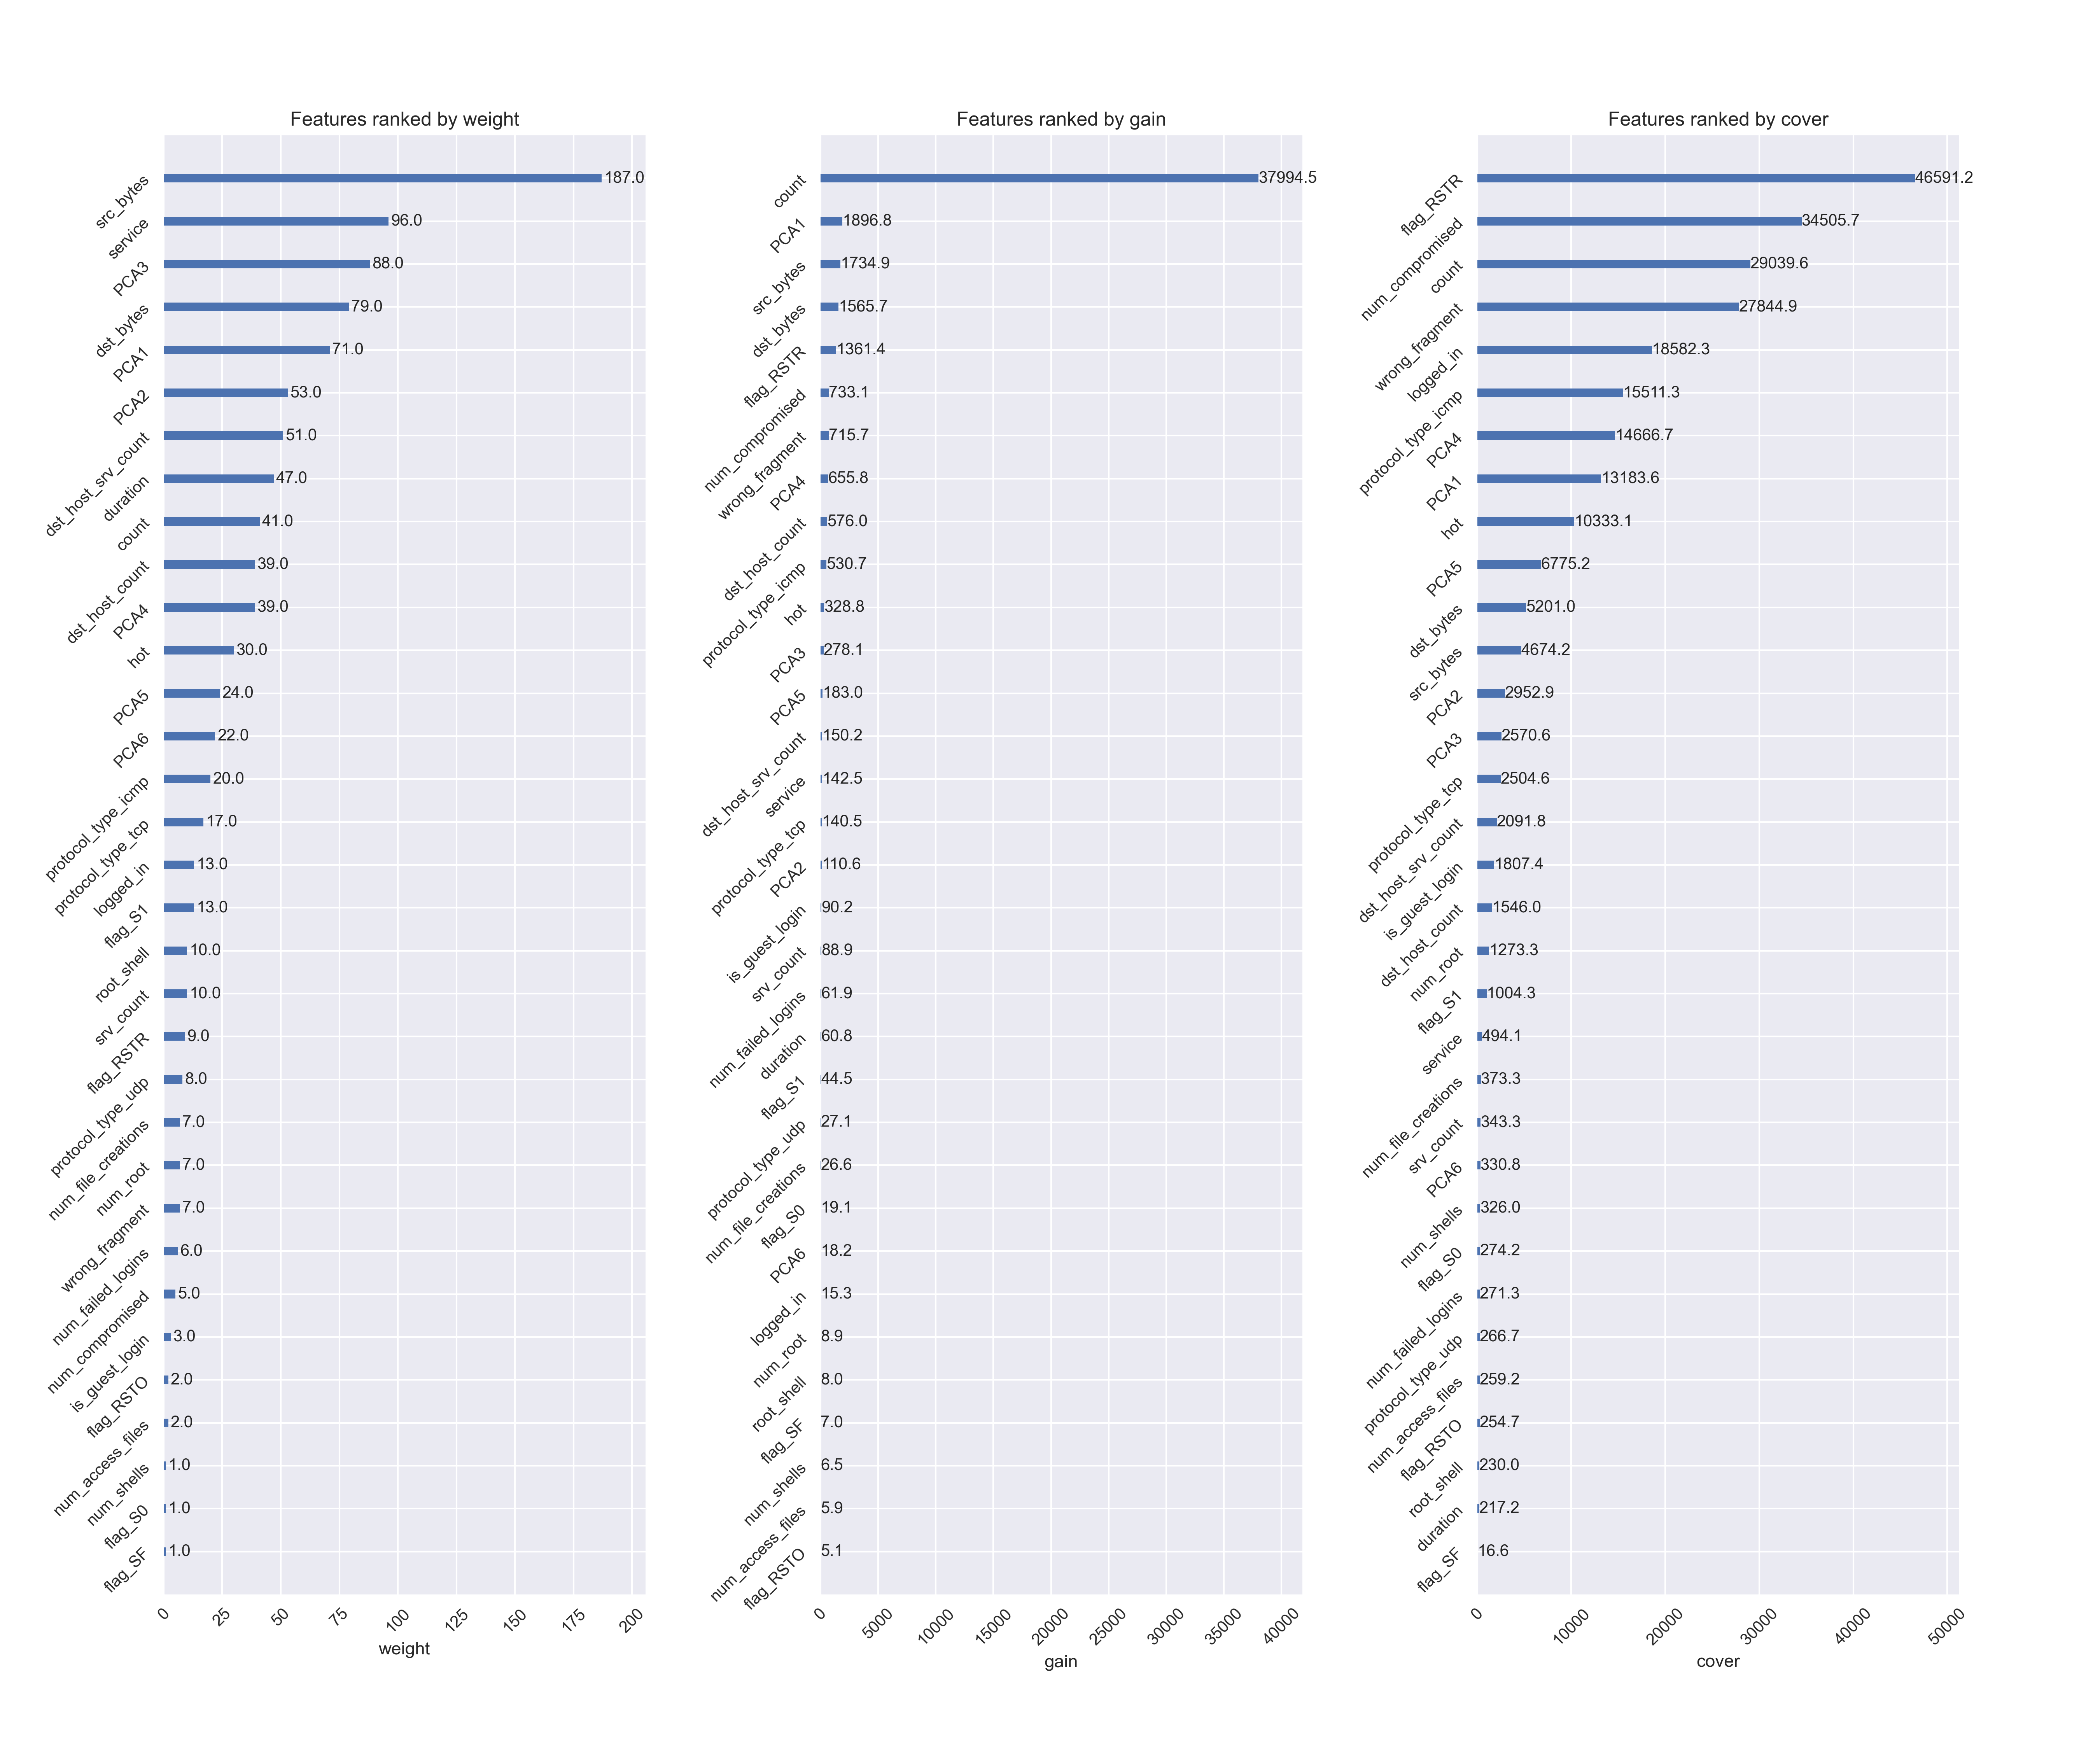 Features ranked by weight
src_bytes 187.0
service 96.0
PCA3 88.0
dst_bytes 79.0
PCA1 71.0
PCA2 53.0
dst_host_srv_count 51.0
duration 47.0
count 41.0
dst_host_count 39.0
PCA4 39.0
hot 30.0
PCA5 24.0
PCA6 22.0
protocol_type_icmp 20.0
protocol_type_tcp 17.0
logged_in 13.0
flag_S1 13.0
root_shell 10.0
srv_count 10.0
flag_RSTR 9.0
protocol_type_udp 8.0
num_file_creations 7.0
num_root 7.0
wrong_fragment 7.0
num_failed_logins 6.0
num_compromised 5.0
is_guest_login 3.0
flag_RSTO 2.0
num_access_files 2.0
num_shells 1.0
flag_S0 1.0
flag_SF 1.0
0 25 50 75 100 125 150 175 200
weight
Features ranked by gain
count 37994.5
PCA1 1896.8
src_bytes 1734.9
dst_bytes 1565.7
flag_RSTR 1361.4
num_compromised 733.1
wrong_fragment 715.7
PCA4 655.8
dst_host_count 576.0
protocol_type_icmp 530.7
hot 328.8
PCA3 278.1
PCA5 183.0
dst_host_srv_count 150.2
service 142.5
protocol_type_tcp 140.5
PCA2 110.6
is_guest_login 90.2
srv_count 88.9
num_failed_logins 61.9
duration 60.8
flag_S1 44.5
protocol_type_udp 27.1
num_file_creations 26.6
flag_S0 19.1
PCA6 18.2
logged_in 15.3
num_root 8.9
root_shell 8.0
flag_SF 7.0
num_shells 6.5
num_access_files 5.9
flag_RSTO 5.1
0 5000 10000 15000 20000 25000 30000 35000 40000
gain
Features ranked by cover
flag_RSTR 46591.2
num_compromised 34505.7
count 29039.6
wrong_fragment 27844.9
logged_in 18582.3
protocol_type_icmp 15511.3
PCA4 14666.7
PCA1 13183.6
hot 10333.1
PCA5 6775.2
dst_bytes 5201.0
src_bytes 4674.2
PCA2 2952.9
PCA3 2570.6
protocol_type_tcp 2504.6
dst_host_srv_count 2091.8
is_guest_login 1807.4
dst_host_count 1546.0
num_root 1273.3
flag_S1 1004.3
service 494.1
num_file_creations 373.3
srv_count 343.3
PCA6 330.8
num_shells 326.0
flag_S0 274.2
num_failed_logins 271.3
protocol_type_udp 266.7
num_access_files 259.2
flag_RSTO 254.7
root_shell 230.0
duration 217.2
flag_SF 16.6
0 10000 20000 30000 40000 50000
cover